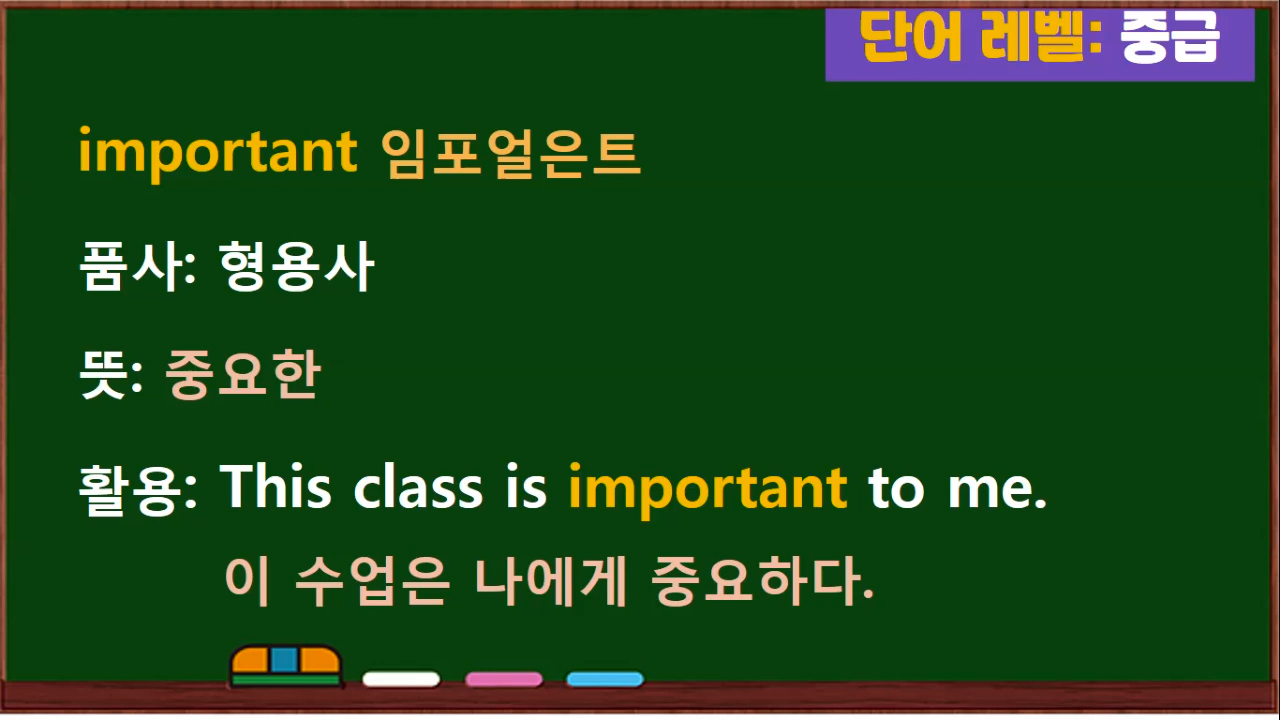 단어 레벨: 중급
important 임포얼은트
품사: 형용사
뜻: 중요한
활용: This class is important to me.
이 수업은 나에게 중요하다.